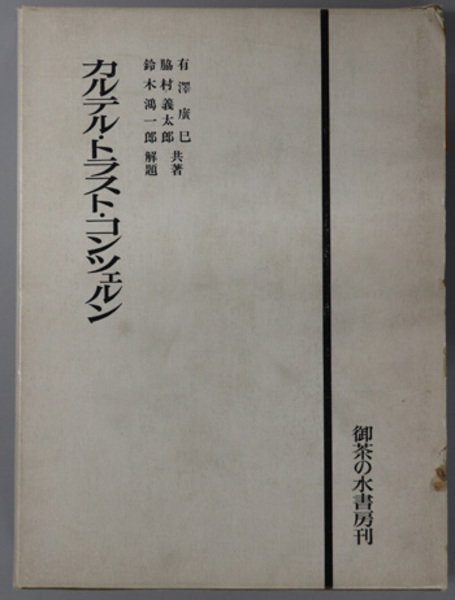 有澤廣巳 共著
脇村義太郎
鈴木鴻一郎 解題
カルテル・トラスト・コンツェルン
御茶の水書房刊